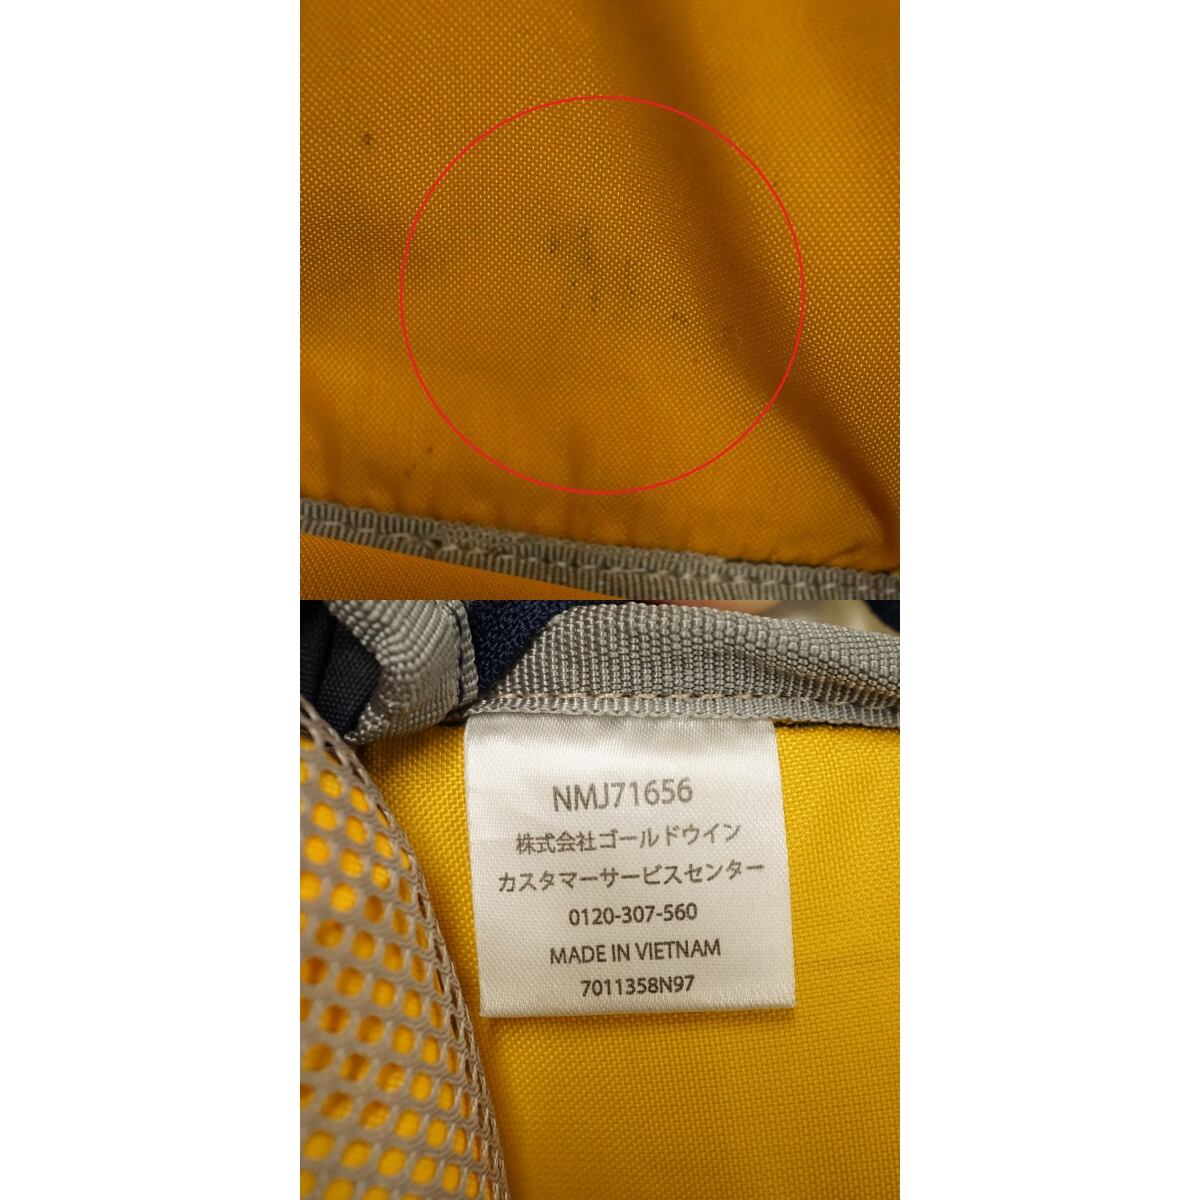 NMJ71656
株式会社ゴールドウイン
カスタマーサービスセンター
0120-307-560
MADE IN VIETNAM
7011358N97